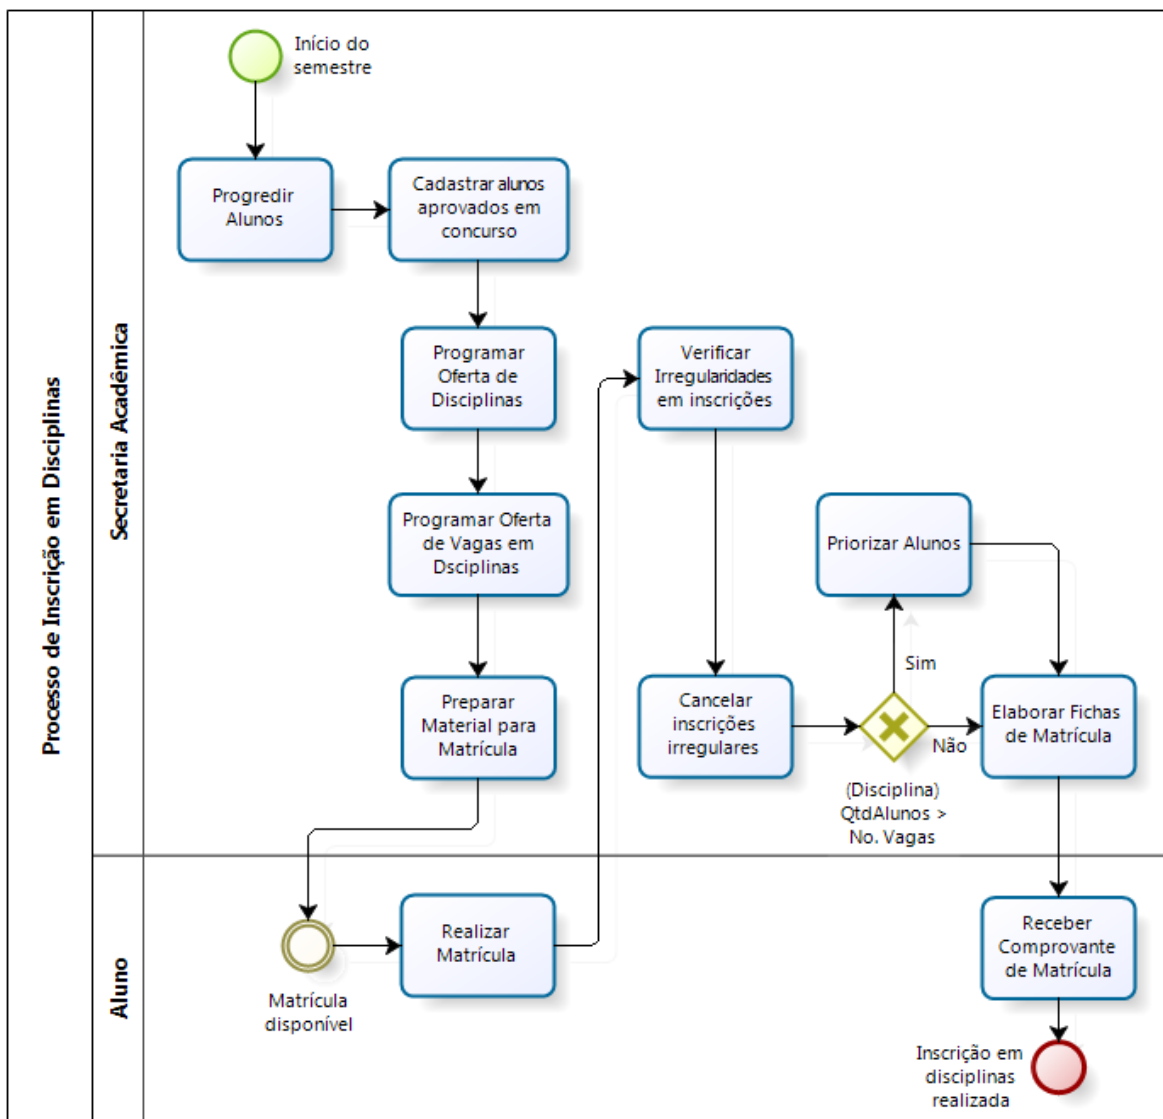 Processo de Inscrição em Disciplinas
Secretaria Acadêmica
Início do
semestre
Progredir
Alunos
Cadastrar alunos
aprovados em
concurso
Programar
Oferta de
Disciplinas
Programar Oferta
de Vagas em
Dsciplinas
Preparar
Material para
Matrícula
Verificar
Irregularidades
em inscrições
Cancelar
inscrições
irregulares
(Disciplina)
QtdAlunos >
No. Vagas
Sim
Não
Priorizar Alunos
Elaborar Fichas
de Matrícula
Aluno
Matrícula
disponível
Realizar
Matrícula
Receber
Comprovante
de Matrícula
Inscrição em
disciplinas
realizada